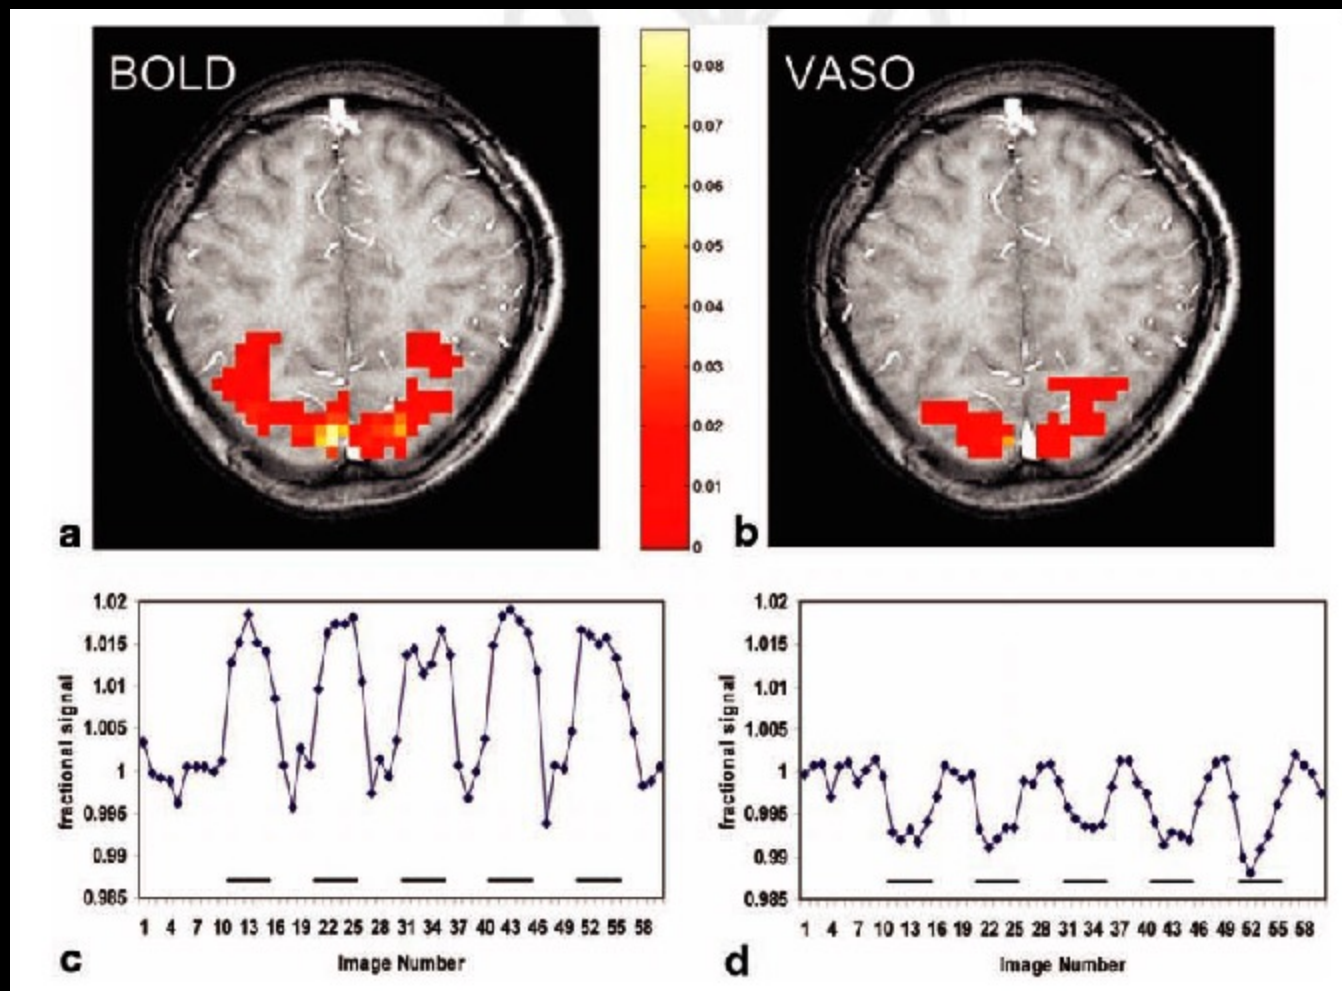 BOLD
VASO
0.08
0.07
0.06
0.05
0.04
0.03
0.02
0.01
0
a
b
1.02
1.015
1.01
1.005
1
0.995
0.99
0.985
fractional signal
1 4 7 10 13 16 19 22 25 28 31 34 37 40 43 46 49 52 55 58
Image Number
c
1.02
1.015
1.01
1.005
1
0.995
0.99
0.985
fractional signal
1 4 7 10 13 16 19 22 25 28 31 34 37 40 43 46 49 52 55 58
Image Number
d